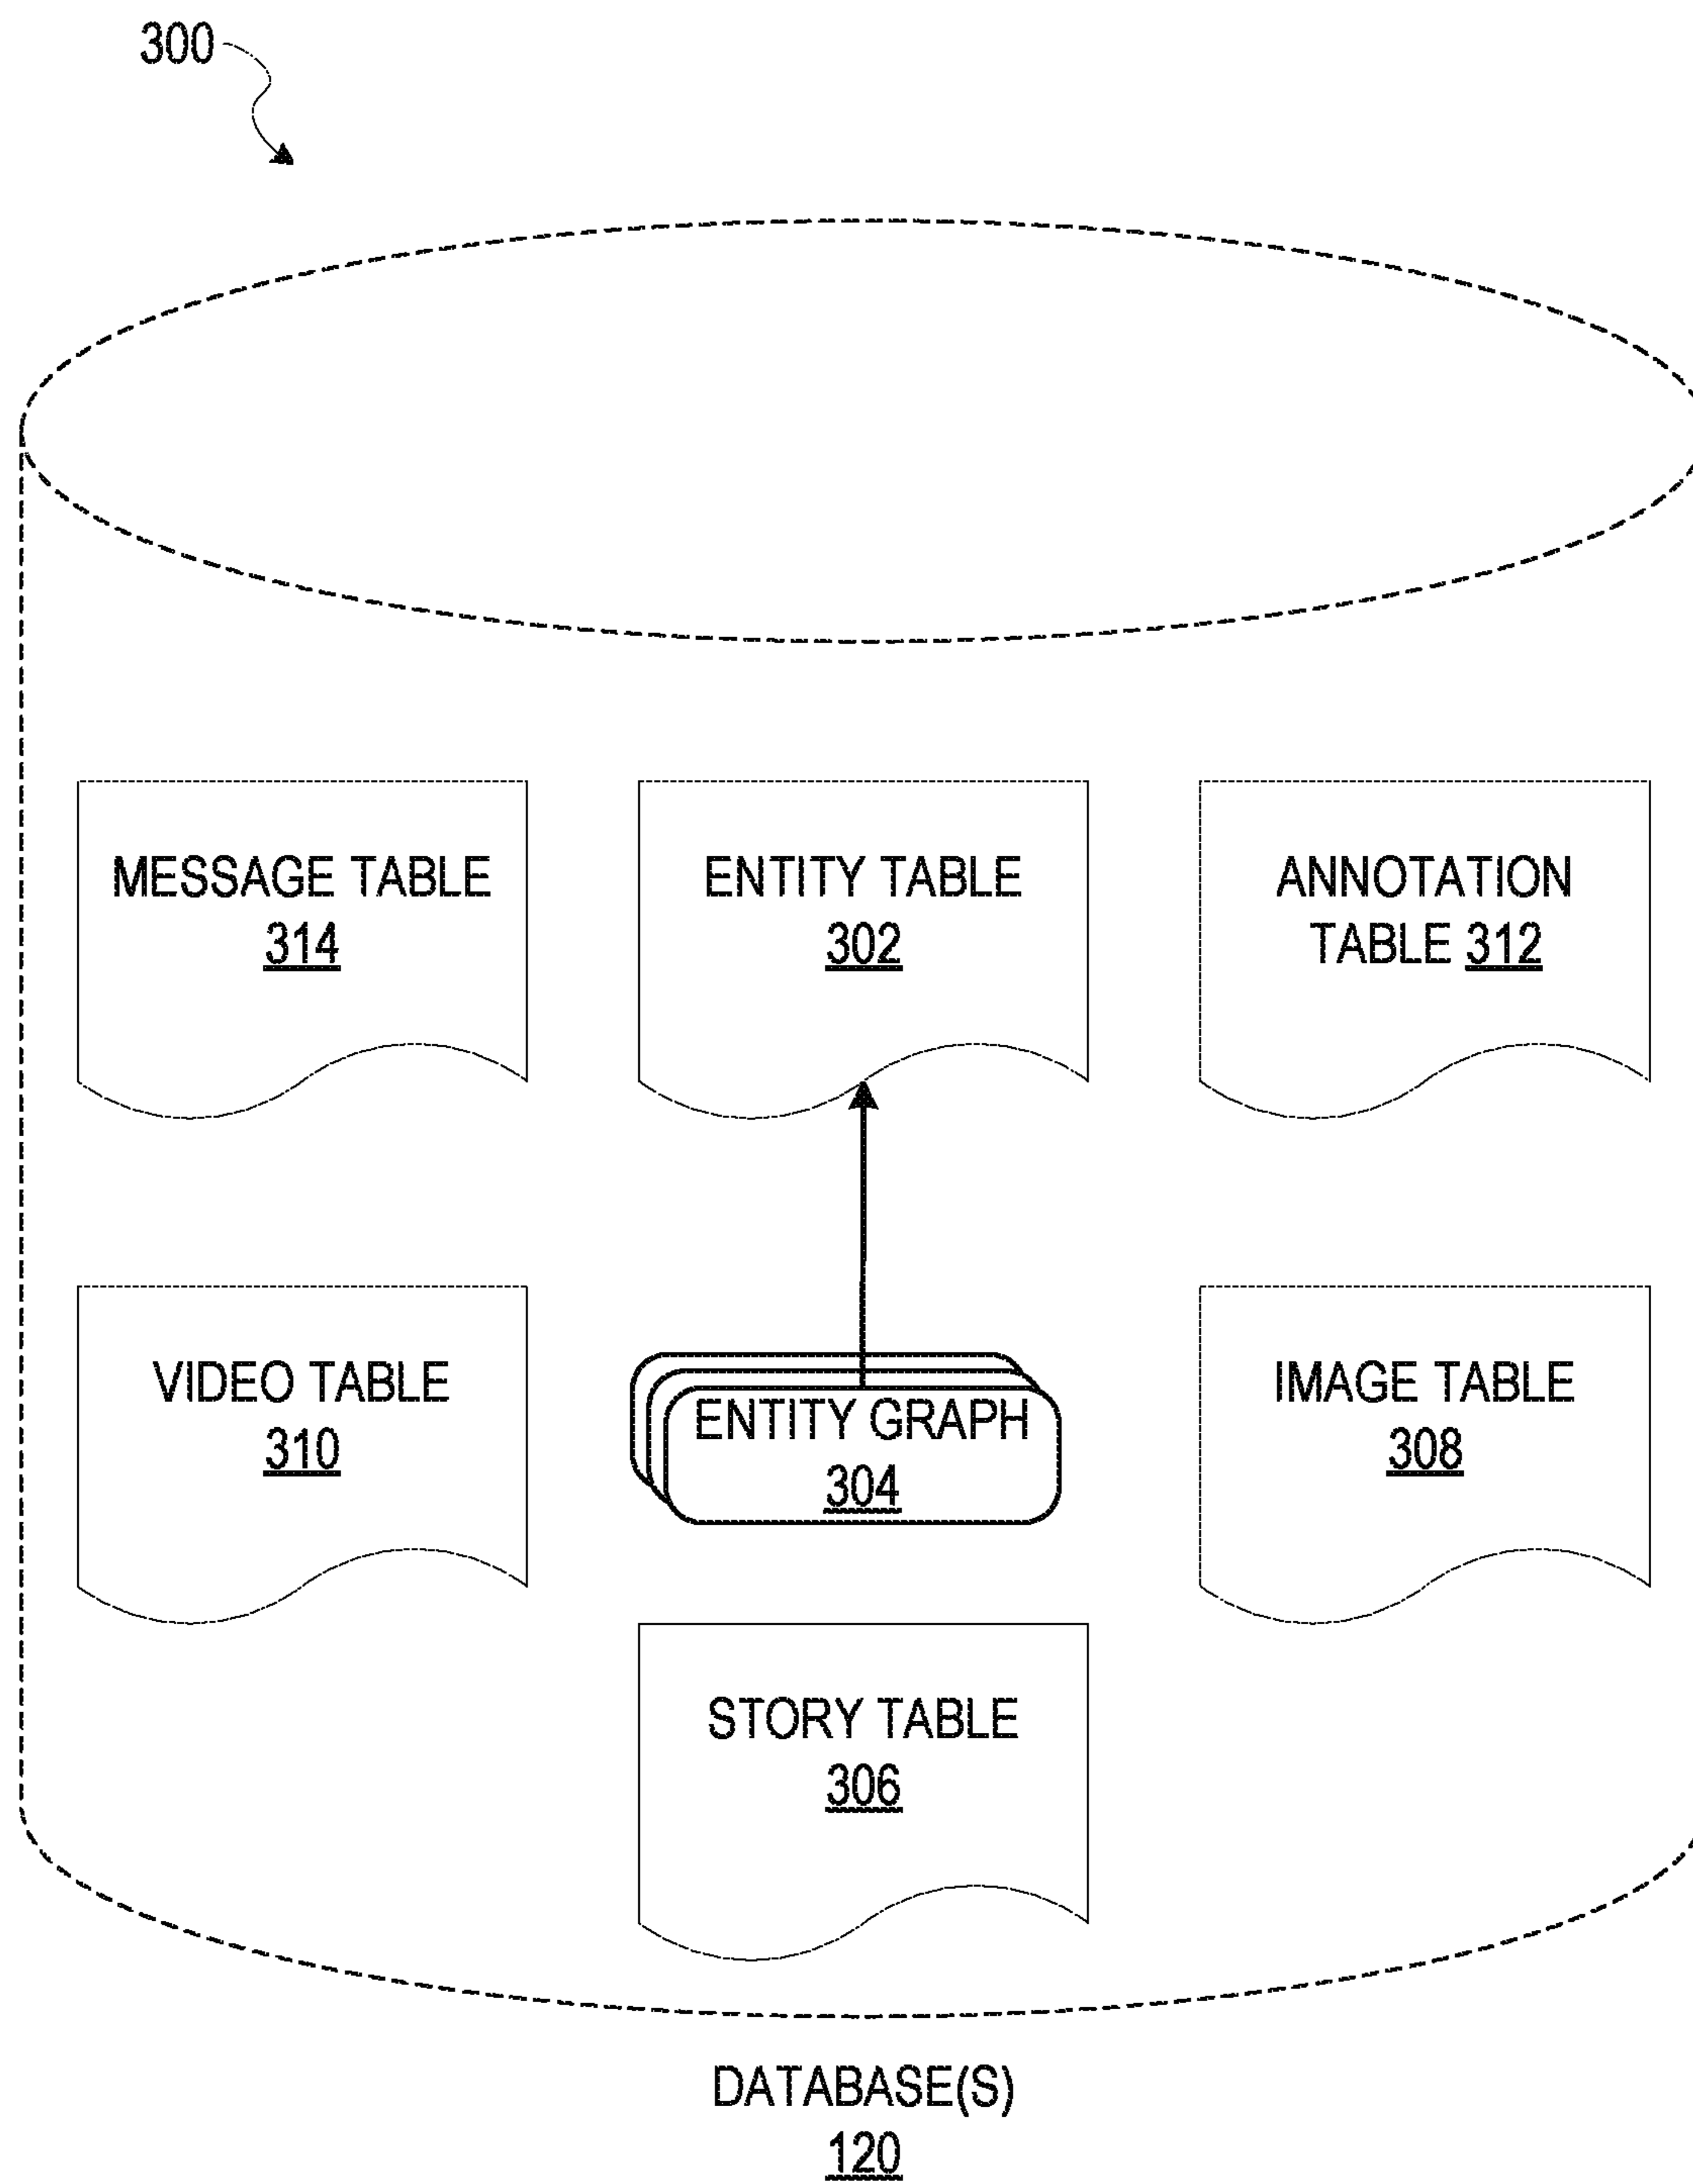 300
MESSAGE TABLE
314
ENTITY TABLE
302
ANNOTATION
TABLE 312
VIDEO TABLE
310
ENTITY GRAPH
304
IMAGE TABLE
308
STORY TABLE
306
DATABASE(S)
120